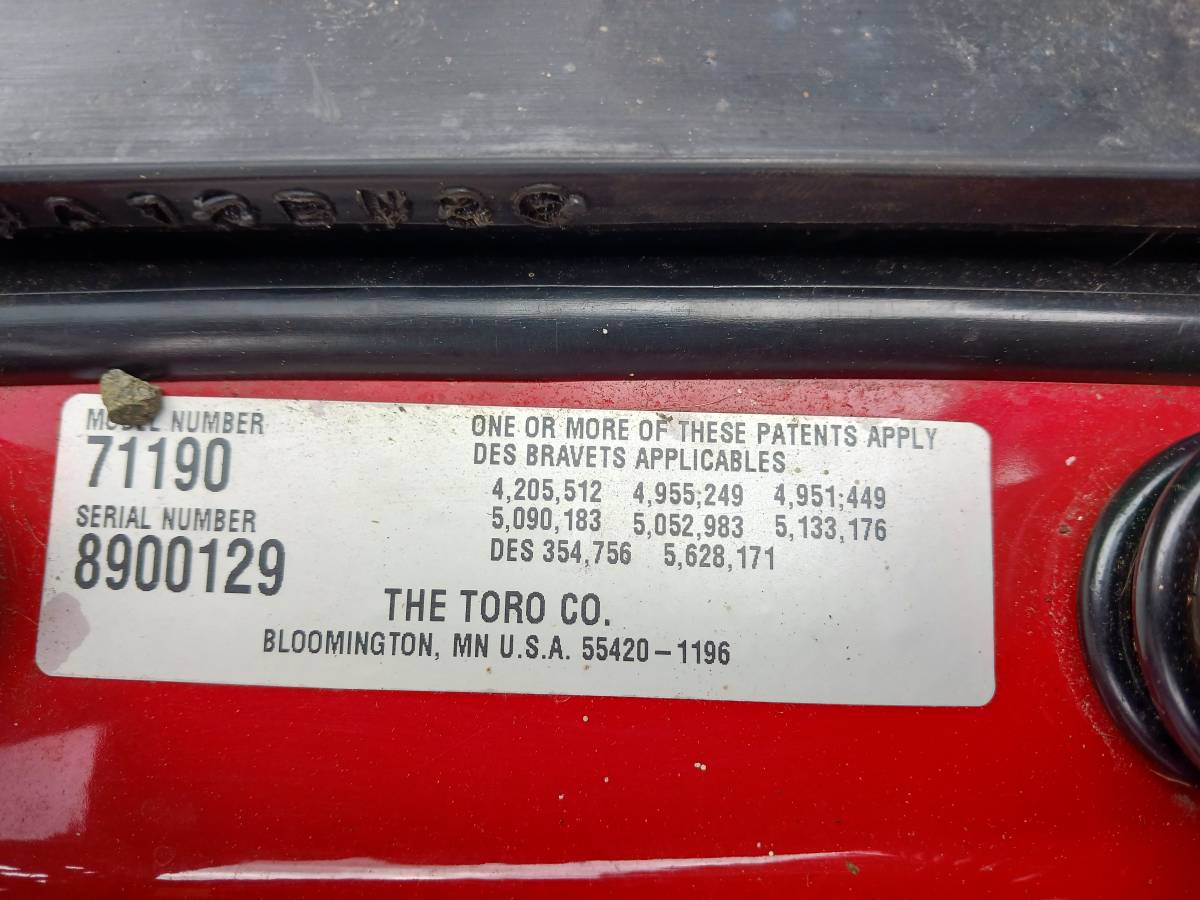 NUMBER
71190
SERIAL NUMBER
8900129
ONE OR MORE OF THESE PATENTS APPLY
DES BRAVETS APPLICABLES
4,205,512 4,955;249 4,951;449
5,090,183 5,052,983 5,133,176
DES 354,756 5,628,171
THE TORO CO.
BLOOMINGTON, MN U.S.A. 55420-1196